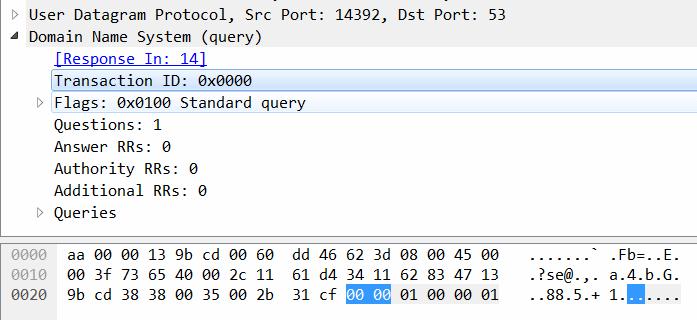 User Datagram Protocol, Src Port: 14392, Dst Port: 53
Domain Name System (query)
[Response In: 14]
Transaction ID: 0x0000
Flags: 0x0100 Standard query
Questions: 1
Answer RRs: 0
Authority RRs: 0
Additional RRs: 0
Queries
0000 aa 00 00 13 9b cd 00 60 dd 46 62 3d 08 00 45 00 .......` .Fb=..E.
0010 00 3f 73 65 40 00 2c 11 61 d4 34 11 62 83 47 13 .?se@.,. a.4.b.G.
0020 9b cd 38 38 00 35 00 2b 31 cf 00 00 01 00 00 01 ..88.5.+ 1.......